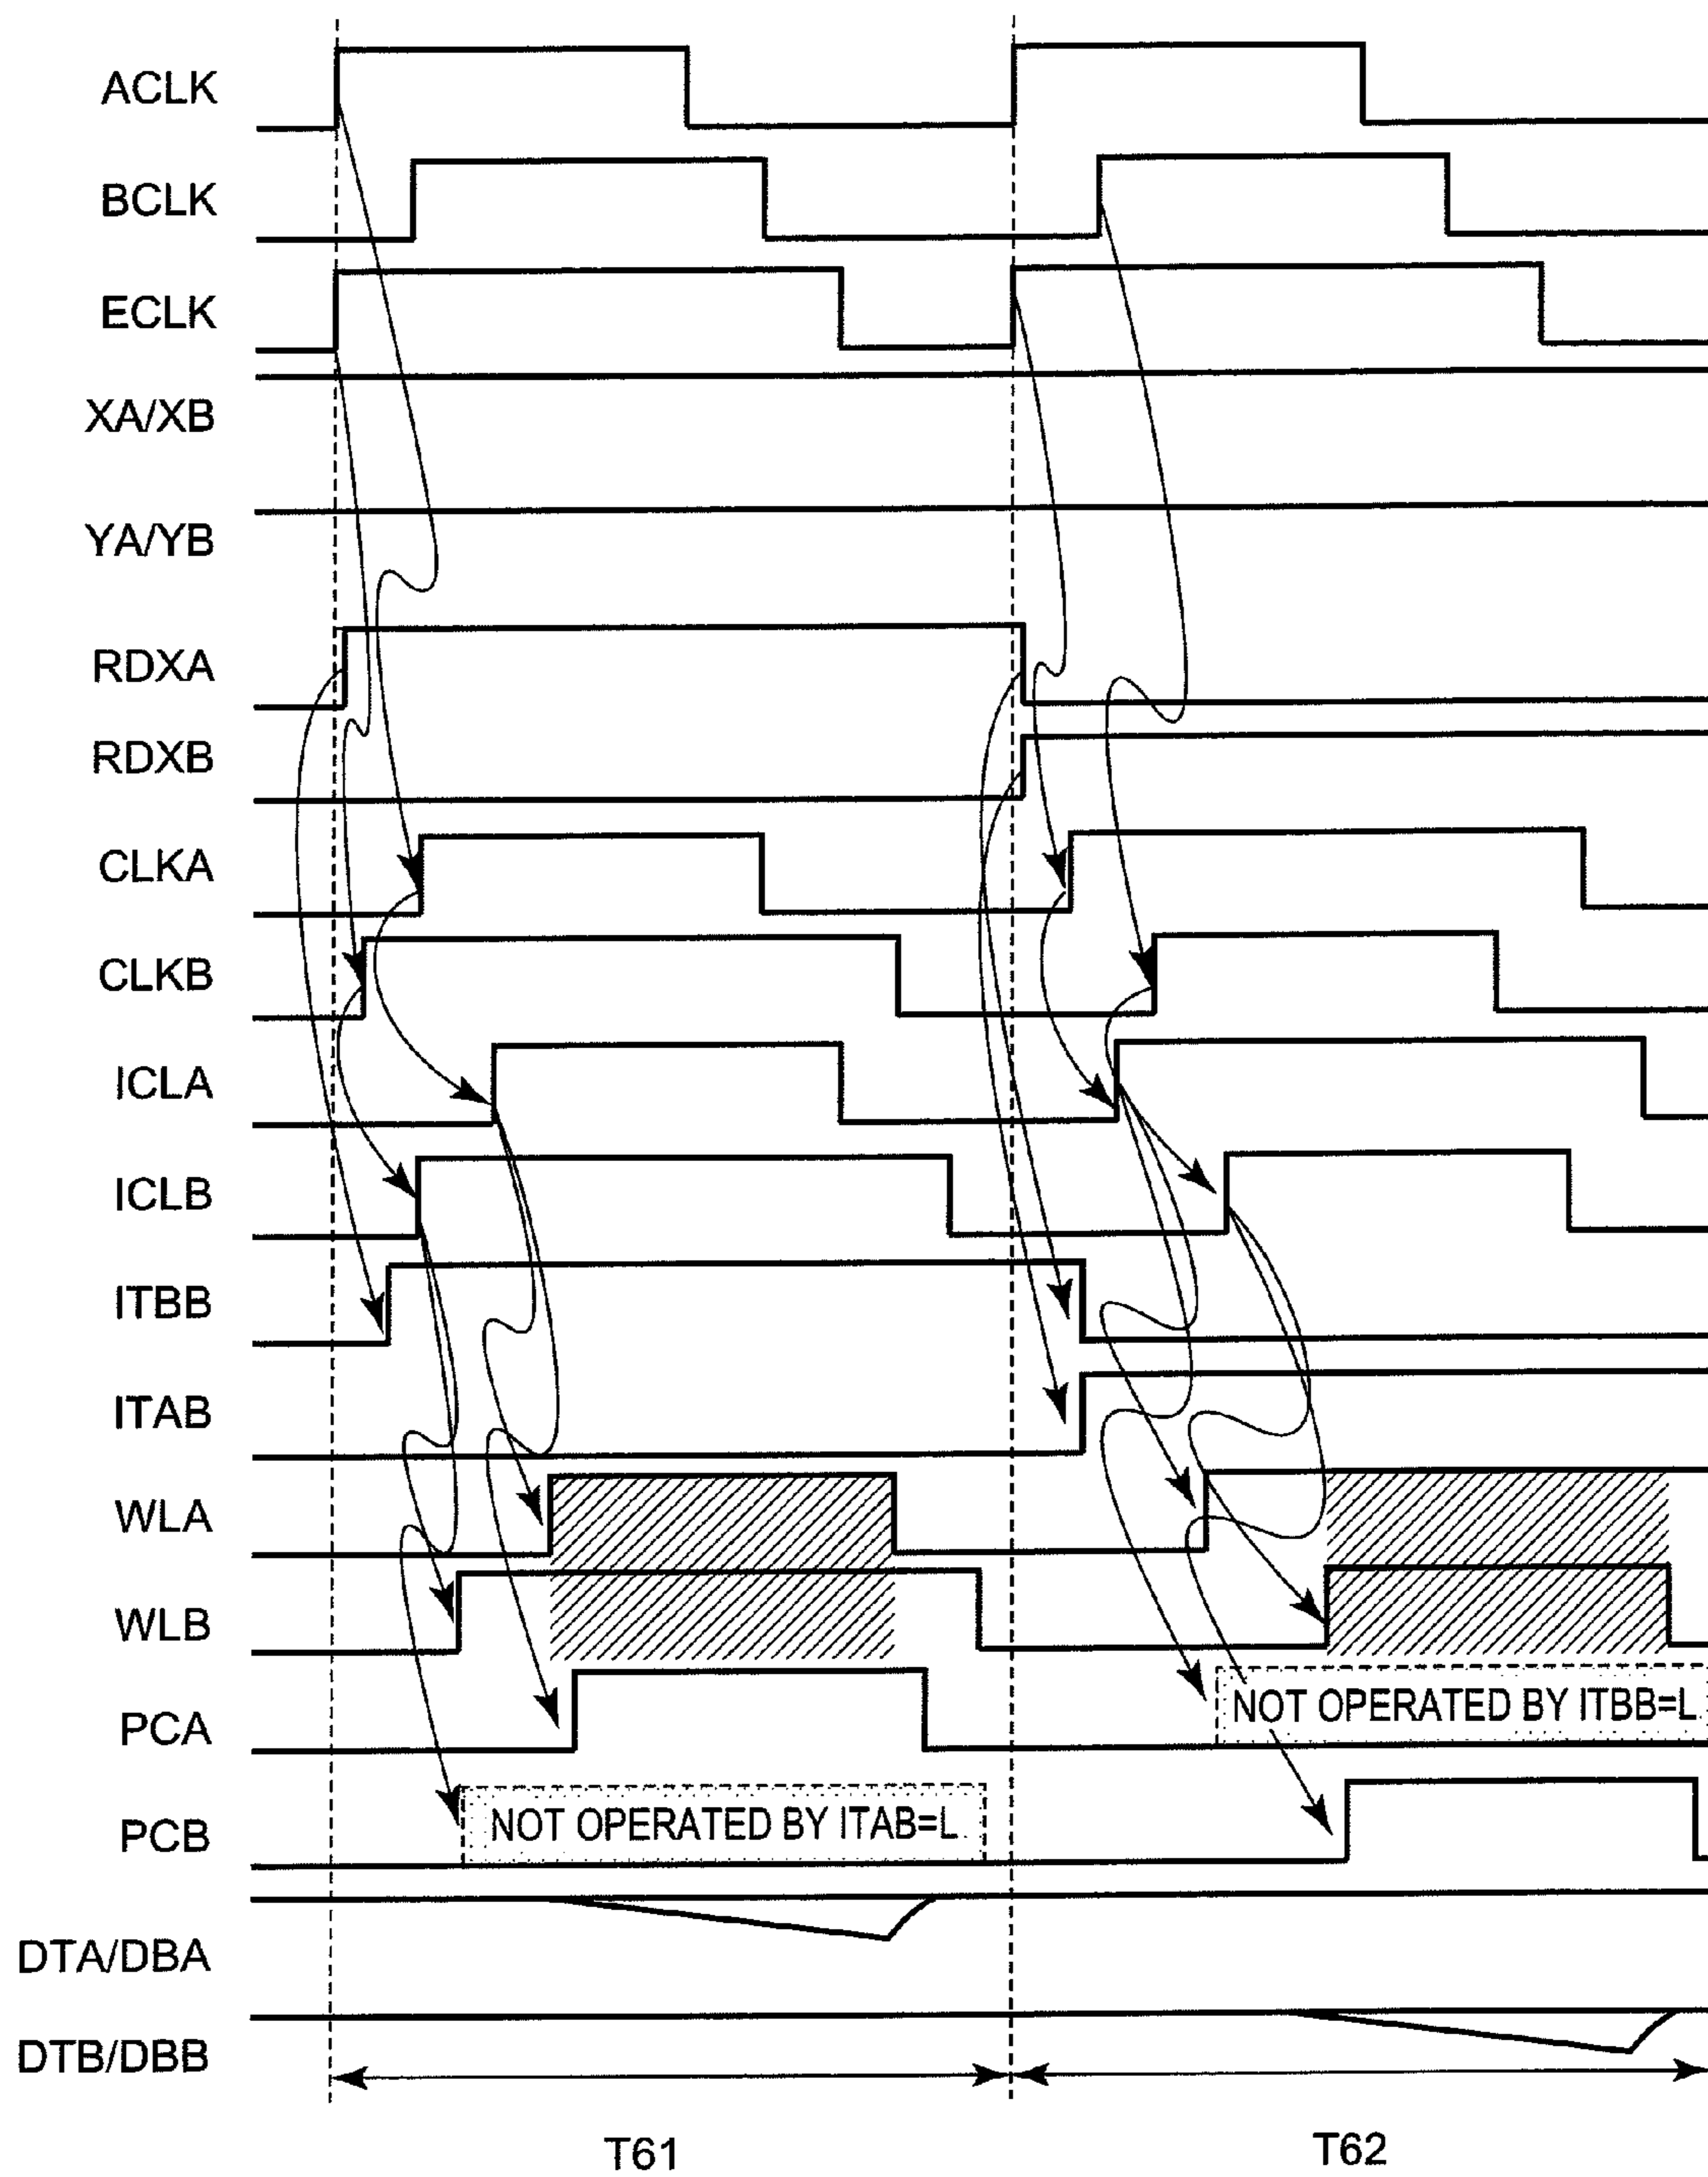 ACLK
BCLK
ECLK
XA/XB
YA/YB
RDXA
RDXB
CLKA
CLKB
ICLA
ICLB
ITBB
ITAB
WLA
WLB
PCA
NOT OPERATED BY ITBB=L
PCB
NOT OPERATED BY ITAB=L
DTA/DBA
DTB/DBB
T61
T62